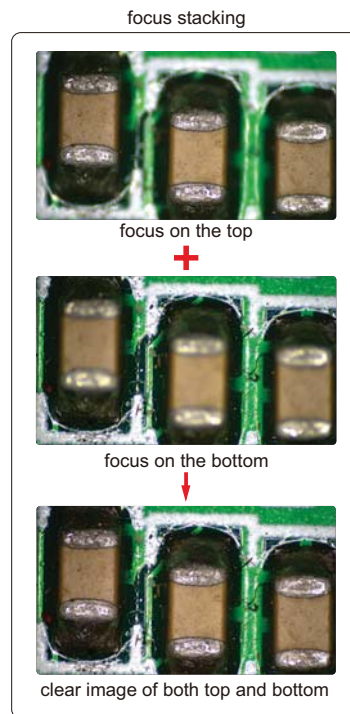 focus stacking
focus on the top
+
focus on the bottom
clear image of both top and bottom